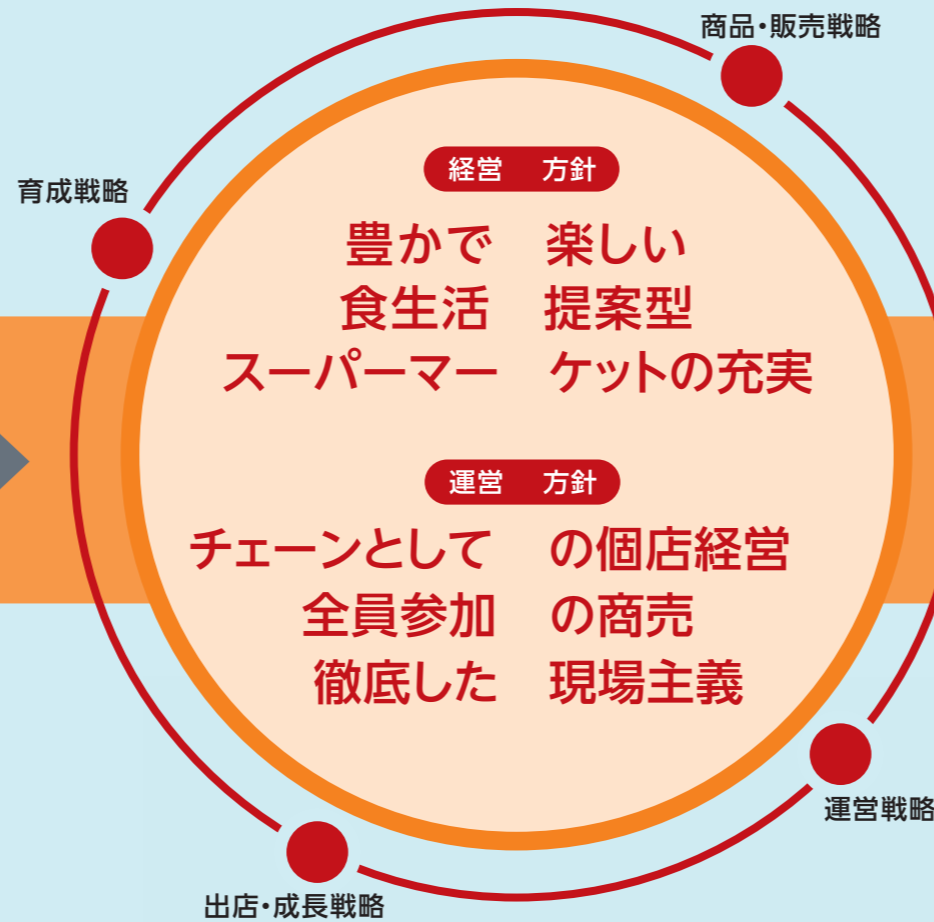 商品・販売戦略
育成戦略
経営 方針
豊かで 楽しい
食生活 提案型
スーパーマー ケットの充実
運営 方針
チェーンとして の個店経営
全員参加 の商売
徹底した 現場主義
運営戦略
出店・成長戦略